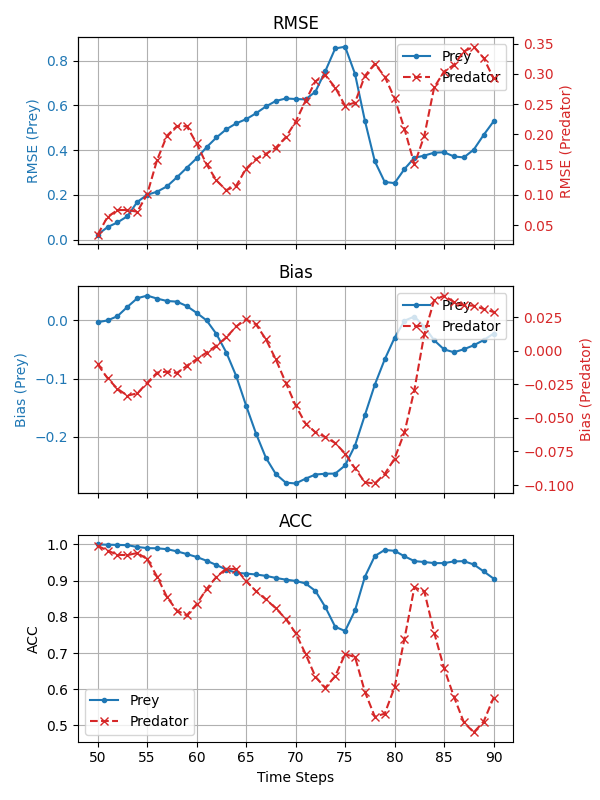 RMSE
RMSE (Prey)
0.8
0.6
0.4
0.2
0.0
Prey
Predator
0.35
0.30
0.25
0.20
0.15
0.10
0.05
RMSE (Predator)
Bias
Bias (Prey)
0.0
−0.1
−0.2
Prey
Predator
0.025
0.000
−0.025
−0.050
−0.075
−0.100
Bias (Predator)
ACC
ACC
1.0
0.9
0.8
0.7
0.6
0.5
Prey
Predator
50 55 60 65 70 75 80 85 90
Time Steps